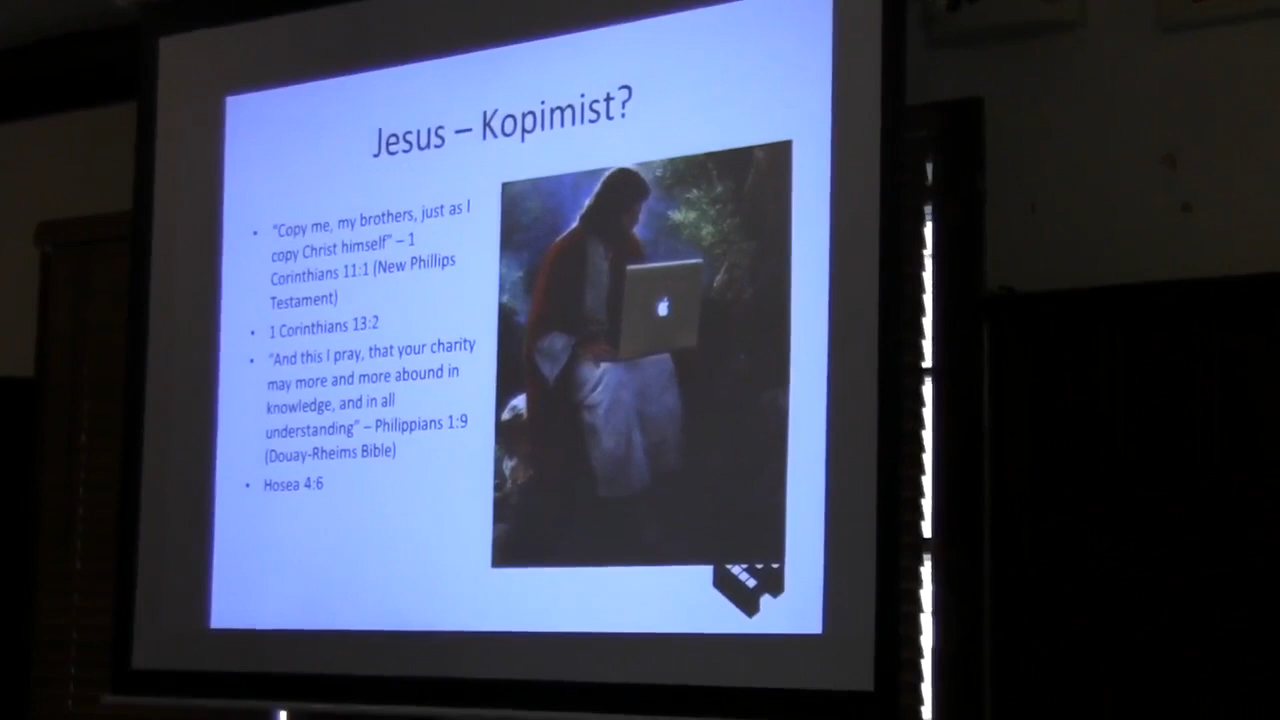 Jesus – Kopimist?
• "Copy me, my brothers, just as I
copy Christ himself" – 1
Corinthians 11:1 (New Phillips
Testament)
• 1 Corinthians 13:2
• "And this I pray, that your charity
may more and more abound in
knowledge, and in all
understanding" – Philippians 1:9
(Douay-Rheims Bible)
• Hosea 4:6